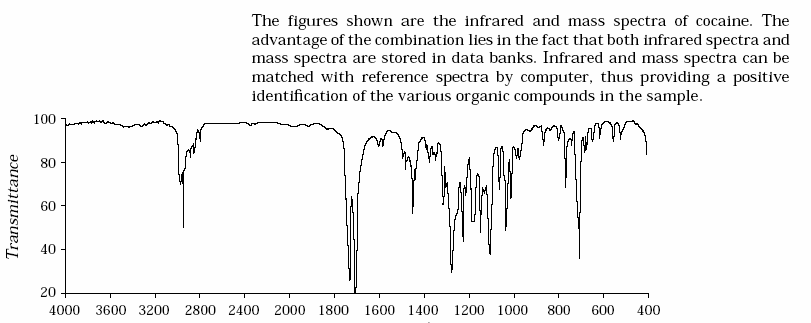 The figures shown are the infrared and mass spectra of cocaine. The
advantage of the combination lies in the fact that both infrared spectra and
mass spectra are stored in data banks. Infrared and mass spectra can be
matched with reference spectra by computer, thus providing a positive
identification of the various organic compounds in the sample.
100
80
60
40
20
Transmittance
4000 3600 3200 2800 2400 2000 1800 1600 1400 1200 1000 800 600 400